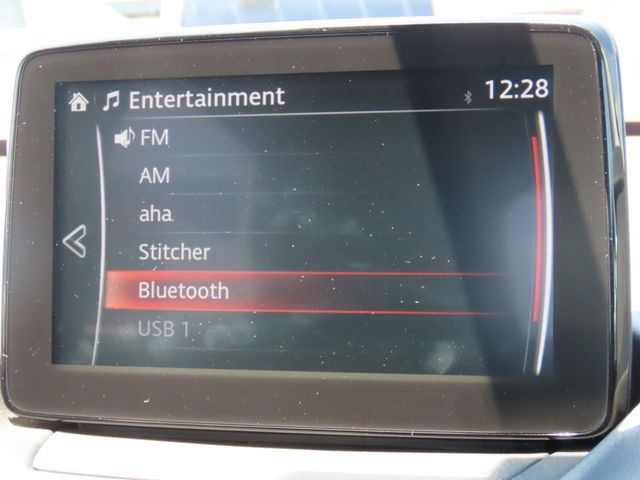 Entertainment 12:28
FM
AM
aha
Stitcher
Bluetooth
USB 1